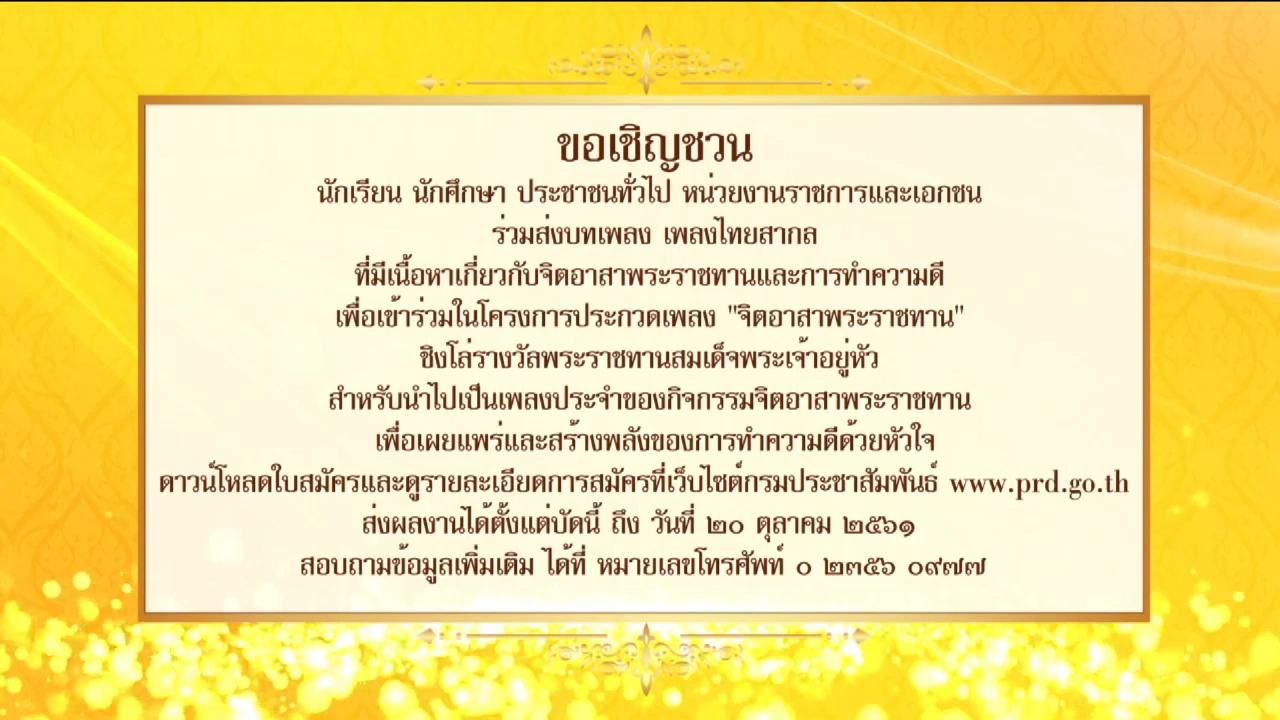 ขอเชิญชวน
นักเรียน นักศึกษา ประชาชนทั่วไป หน่วยงานราชการและเอกชน
ร่วมส่งบทเพลง เพลงไทยสากล
ที่มีเนื้อหาเกี่ยวกับจิตอาสาพระราชทานและการทำความดี
เพื่อเข้าร่วมในโครงการประกวดเพลง "จิตอาสาพระราชทาน"
ชิงโล่รางวัลพระราชทานสมเด็จพระเจ้าอยู่หัว
สำหรับนำไปเป็นเพลงประจำของกิจกรรมจิตอาสาพระราชทาน
เพื่อเผยแพร่และสร้างพลังของการทำความดีด้วยหัวใจ
ดาวน์โหลดใบสมัครและดูรายละเอียดการสมัครที่เว็บไซต์กรมประชาสัมพันธ์ www.prd.go.th
ส่งผลงานได้ตั้งแต่บัดนี้ ถึง วันที่ ๒๐ ตุลาคม ๒๕๖๑
สอบถามข้อมูลเพิ่มเติม ได้ที่ หมายเลขโทรศัพท์ ๐ ๒๓๕๖ ๐๙๗๗